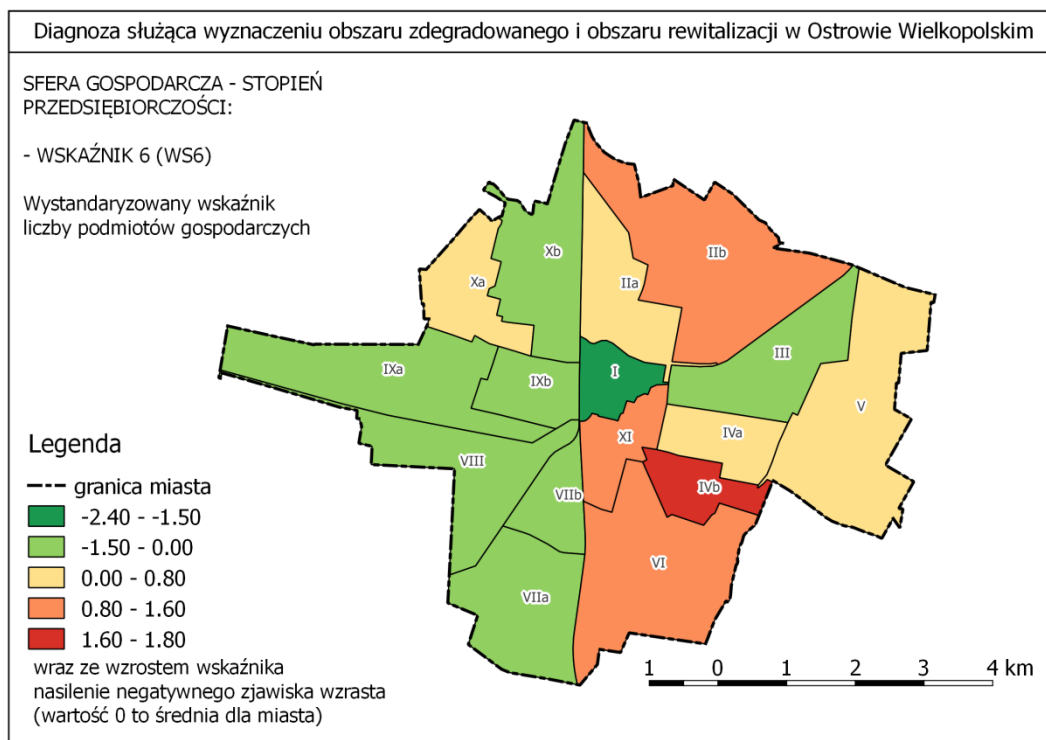 Diagnoza służąca wyznaczeniu obszaru zdegradowanego i obszaru rewitalizacji w Ostrowie Wielkopolskim
SFERA GOSPODARCZA - STOPIEŃ
PRZEDSIĘBIORCZOŚCI:
- WSKAŹNIK 6 (WS6)
Wystandaryzowany wskaźnik
liczby podmiotów gospodarczych
Xb
IIb
Xa
IIa
III
IXa
I
IXb
V
XI
IVa
VIII
IVb
VIIb
VI
VIIa
Legenda
granica miasta
-2.40 - -1.50
-1.50 - 0.00
0.00 - 0.80
0.80 - 1.60
1.60 - 1.80
wraz ze wzrostem wskaźnika
nasilenie negatywnego zjawiska wzrasta
(wartość 0 to średnia dla miasta)
1 0 1 2 3 4 km